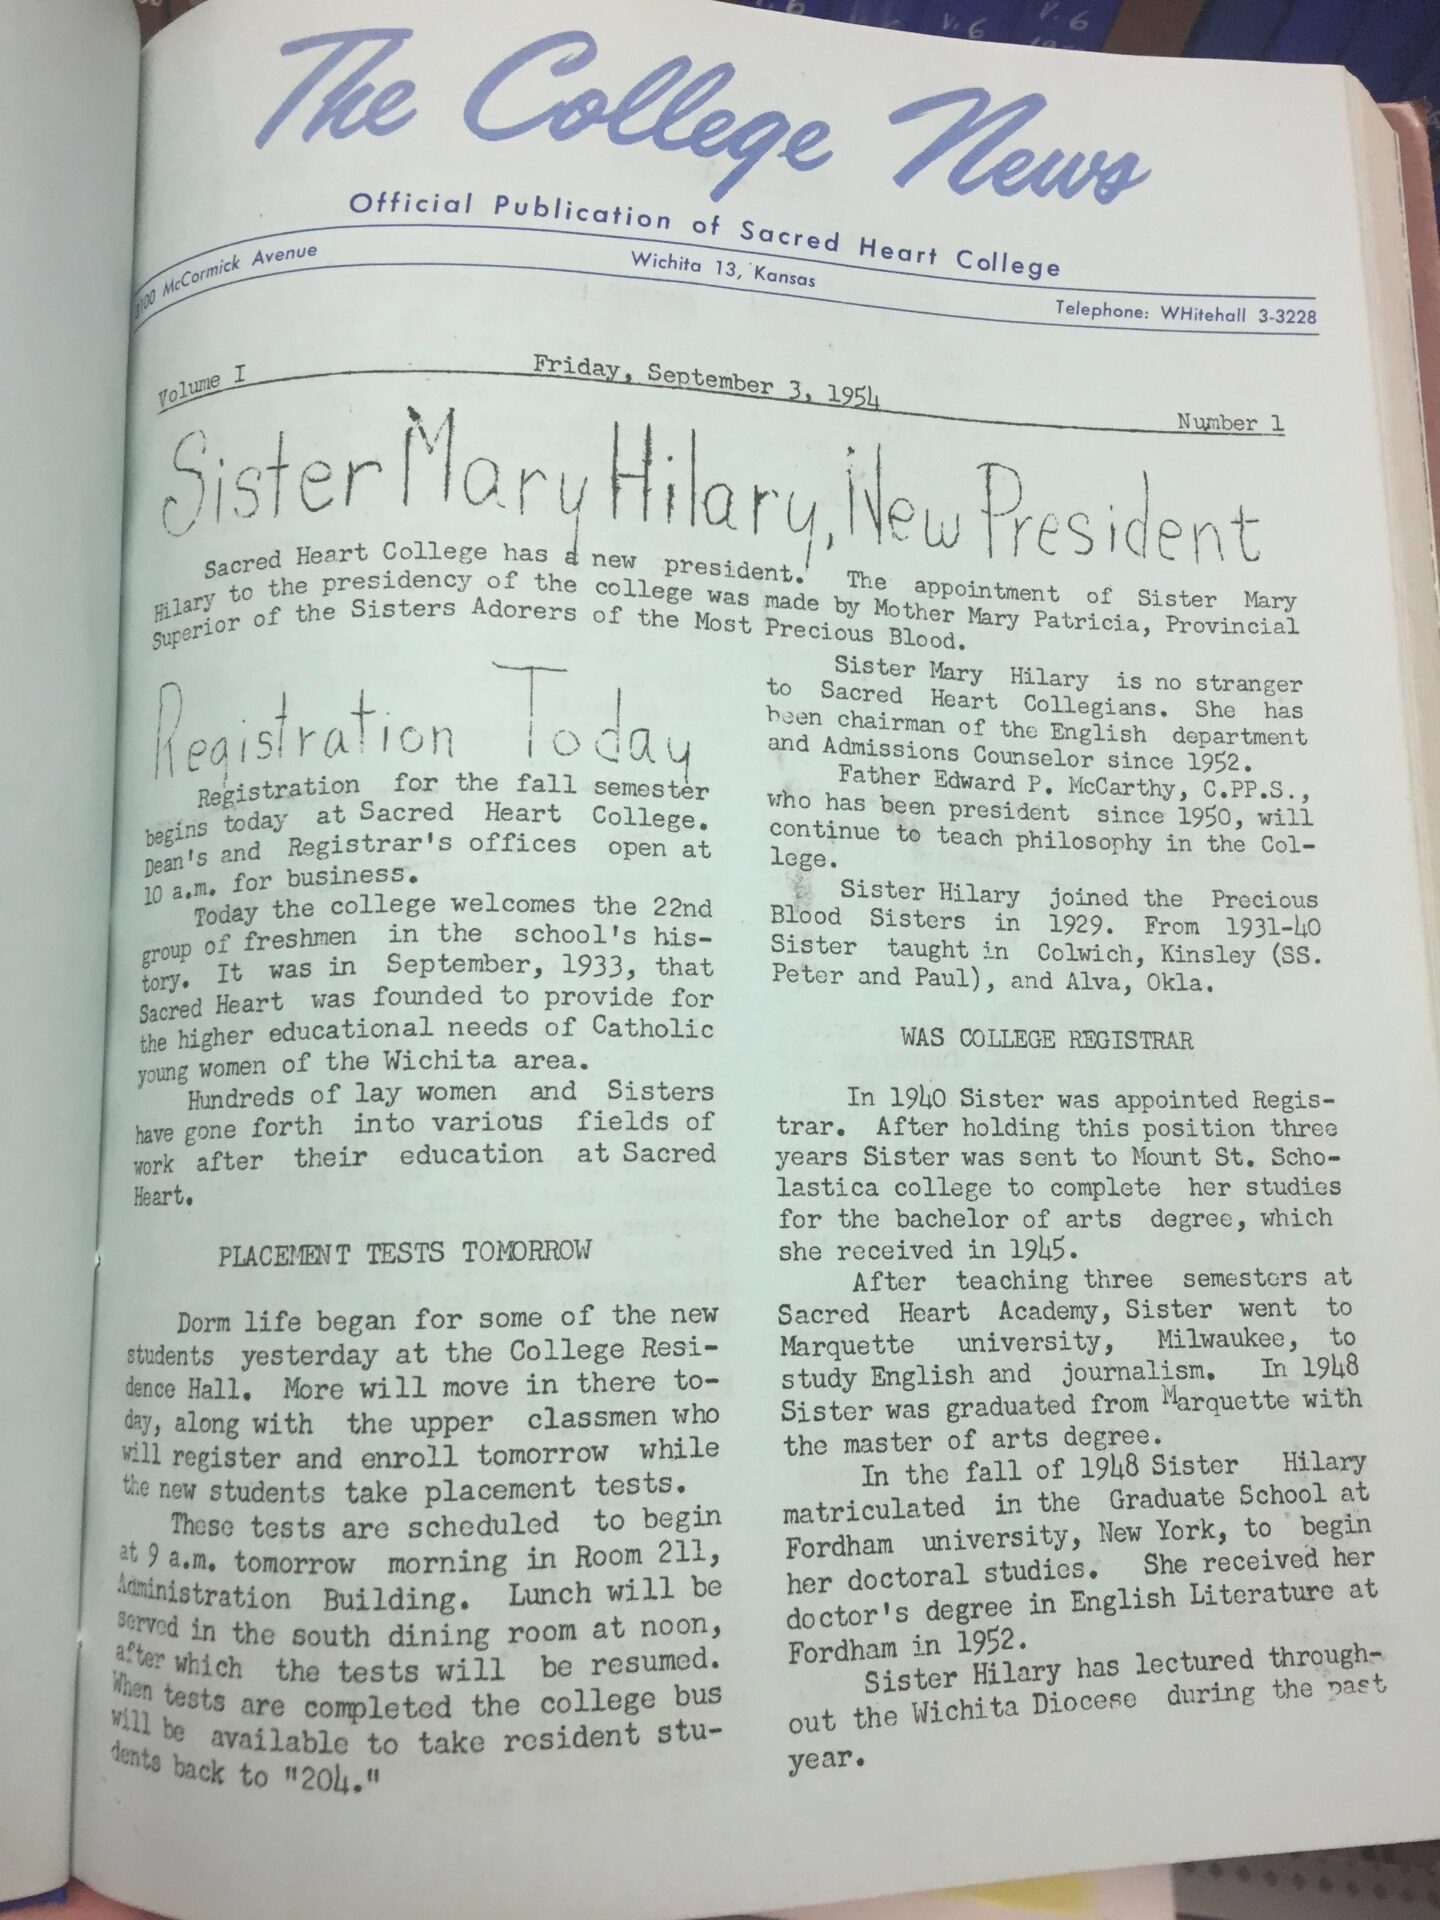 The College News
Official Publication of Sacred Heart College
3100 McCormick Avenue
Wichita 13, Kansas
Telephone: WHitehall 3-3228
Volume I
Friday, September 3, 1954
Number 1
Sister Mary Hilary, New President
Sacred Heart College has a new president. The appointment of Sister Mary
Hilary to the presidency of the college was made by Mother Mary Patricia, Provincial
Superior of the Sisters Adorers of the Most Precious Blood.
Registration Today
Registration for the fall semester
begins today at Sacred Heart College.
Dean's and Registrar's offices open at
10 a.m. for business.
Today the college welcomes the 22nd
group of freshmen in the school's his-
tory. It was in September, 1933, that
Sacred Heart was founded to provide for
the higher educational needs of Catholic
young women of the Wichita area.
Hundreds of lay women and Sisters
have gone forth into various fields of
work after their education at Sacred
Heart.
PLACEMENT TESTS TOMORROW
Dorm life began for some of the new
students yesterday at the College Resi-
dence Hall. More will move in there to-
day, along with the upper classmen who
will register and enroll tomorrow while
the new students take placement tests.
These tests are scheduled to begin
at 9 a.m. tomorrow morning in Room 211,
Administration Building. Lunch will be
served in the south dining room at noon,
after which the tests will be resumed.
When tests are completed the college bus
will be available to take resident stu-
dents back to "204."
Sister Mary Hilary is no stranger
to Sacred Heart Collegians. She has
been chairman of the English department
and Admissions Counselor since 1952.
Father Edward P. McCarthy, C.PP.S.,
who has been president since 1950, will
continue to teach philosophy in the Col-
lege.
Sister Hilary joined the Precious
Blood Sisters in 1929. From 1931-40
Sister taught in Colwich, Kinsley (SS.
Peter and Paul), and Alva, Okla.
WAS COLLEGE REGISTRAR
In 1940 Sister was appointed Regis-
trar. After holding this position three
years Sister was sent to Mount St. Scho-
lastica college to complete her studies
for the bachelor of arts degree, which
she received in 1945.
After teaching three semesters at
Sacred Heart Academy, Sister went to
Marquette university, Milwaukee, to
study English and journalism. In 1948
Sister was graduated from Marquette with
the master of arts degree.
In the fall of 1948 Sister Hilary
matriculated in the Graduate School at
Fordham university, New York, to begin
her doctoral studies. She received her
doctor's degree in English Literature at
Fordham in 1952.
Sister Hilary has lectured through-
out the Wichita Diocese during the past
year.